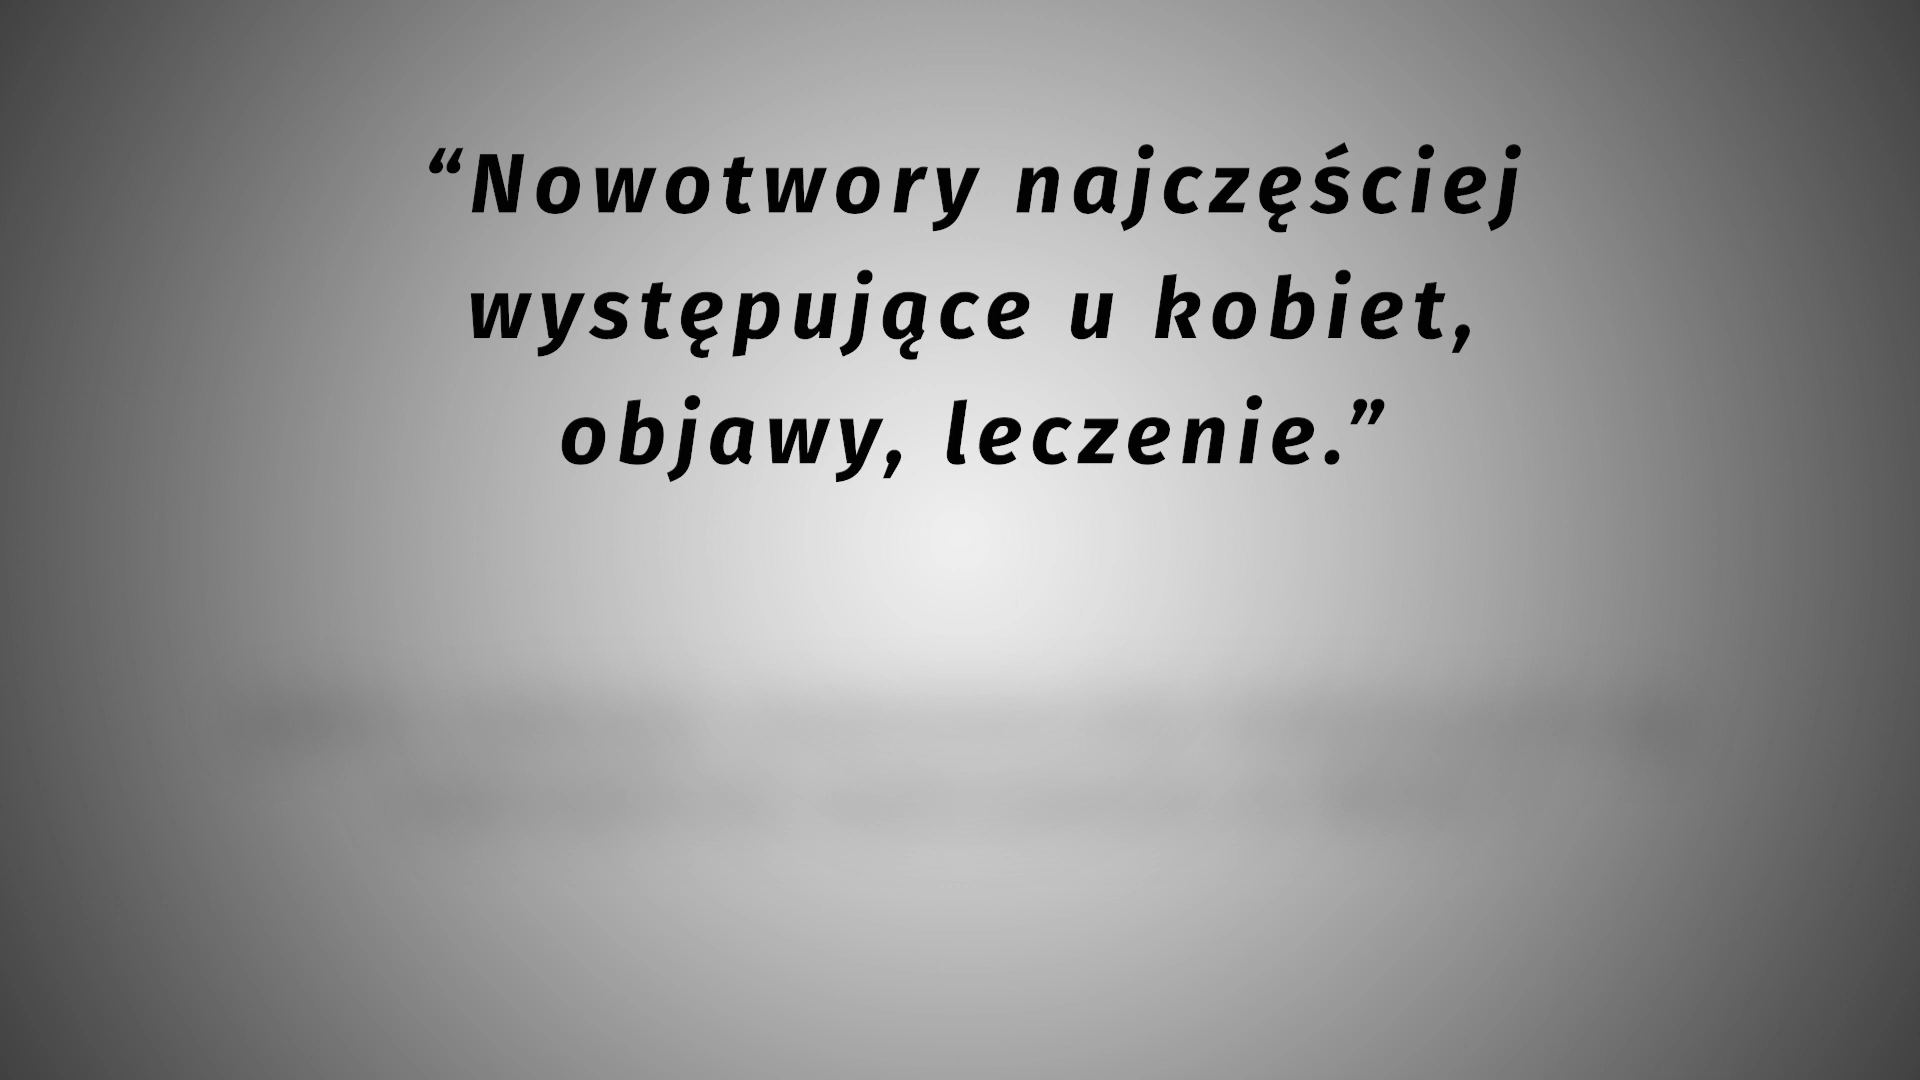 “Nowotwory najczęściej
występujące u kobiet,
objawy, leczenie.”